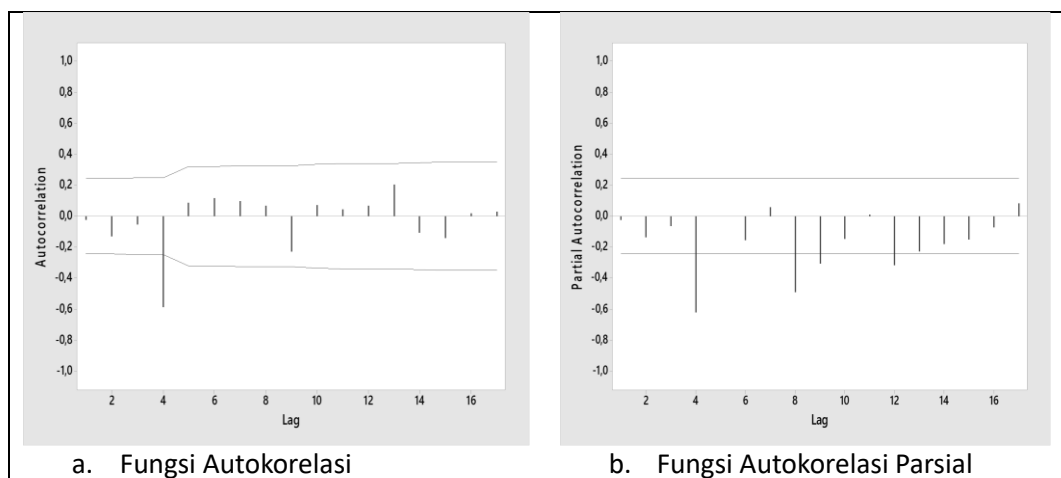 1,0
0,8
0,6
0,4
0,2
0,0
-0,2
-0,4
-0,6
-0,8
-1,0
Autocorrelation
2 4 6 8 10 12 14 16
Lag
a. Fungsi Autokorelasi
1,0
0,8
0,6
0,4
0,2
0,0
-0,2
-0,4
-0,6
-0,8
-1,0
Partial Autocorrelation
2 4 6 8 10 12 14 16
Lag
b. Fungsi Autokorelasi Parsial